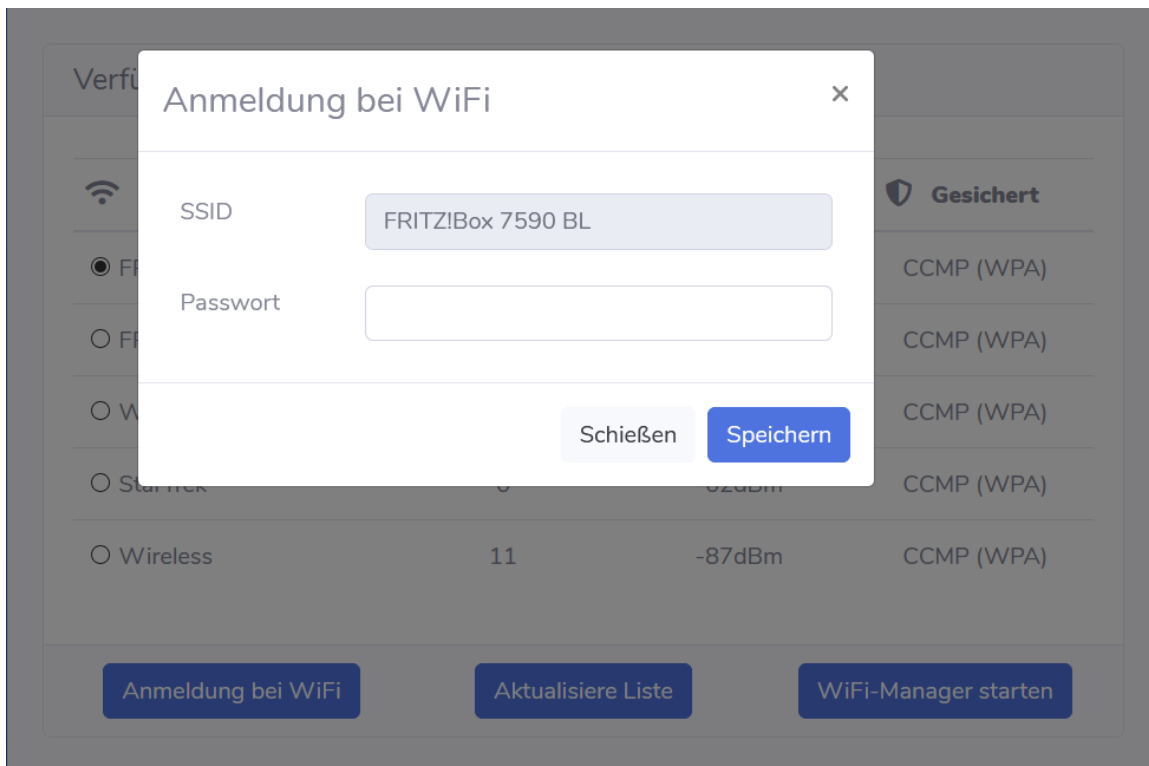 Verfü
Anmeldung bei WiFi
×
Gesichert
SSID
FRITZ!Box 7590 BL
CCMP (WPA)
Passwort
CCMP (WPA)
CCMP (WPA)
Schießen
Speichern
CCMP (WPA)
Wireless 11 -87dBm CCMP (WPA)
Anmeldung bei WiFi
Aktualisiere Liste
WiFi-Manager starten